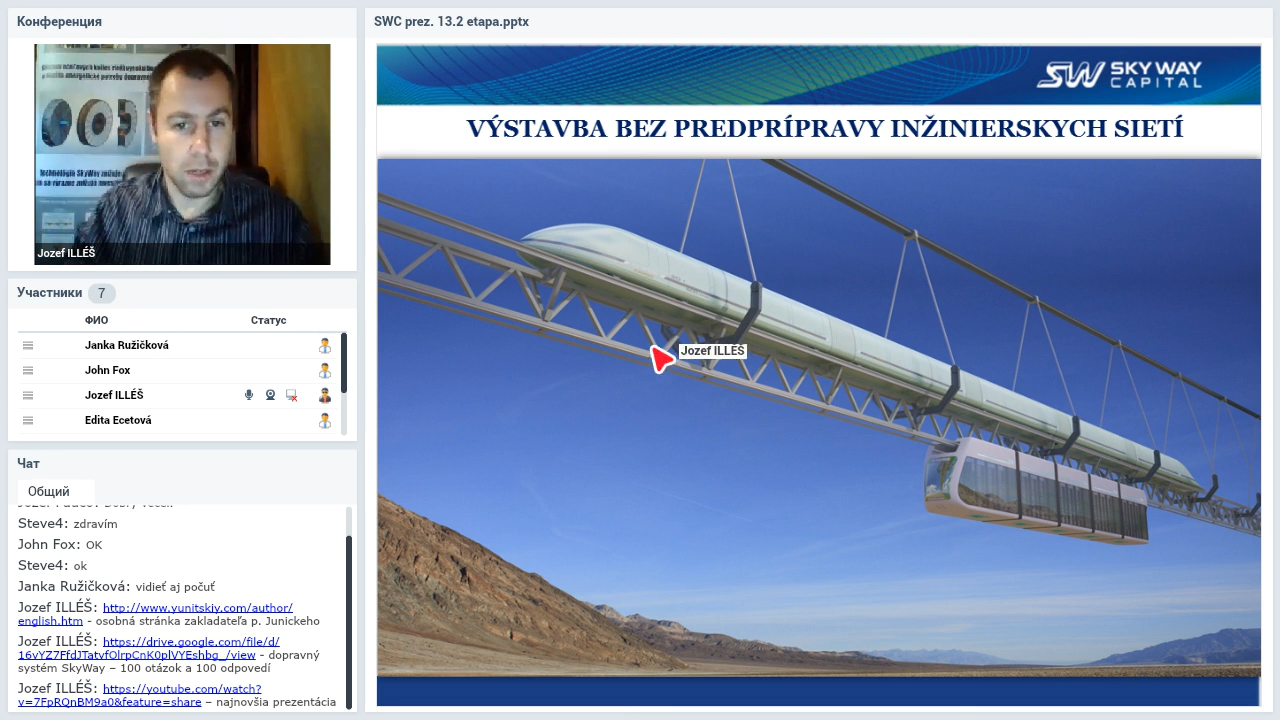 Конференция
Jozef ILLÉŠ
Участники 7
ФИО Статус
Janka Ružičková
John Fox
Jozef ILLÉŠ
Edita Ecetová
Чат
Общий
Steve4: zdravím
John Fox: OK
Steve4: ok
Janka Ružičková: vidieť aj počuť
Jozef ILLÉŠ: http://www.yunitskiy.com/author/
english.htm - osobná stránka zakladateľa p. Junickeho
Jozef ILLÉŠ: https://drive.google.com/file/d/
16vYZ7FfdJTatvfOlrpCnK0plVYEshbg_/view - dopravný
systém SkyWay – 100 otázok a 100 odpovedí
Jozef ILLÉŠ: https://youtube.com/watch?
v=7FpRQnBM9a0&feature=share – najnovšia prezentácia
SWC prez. 13.2 etapa.pptx
SW SKY WAY
CAPITAL
VÝSTAVBA BEZ PREDPRÍPRAVY INŽINIERSKYCH SIETÍ
Jozef ILLÉŠ